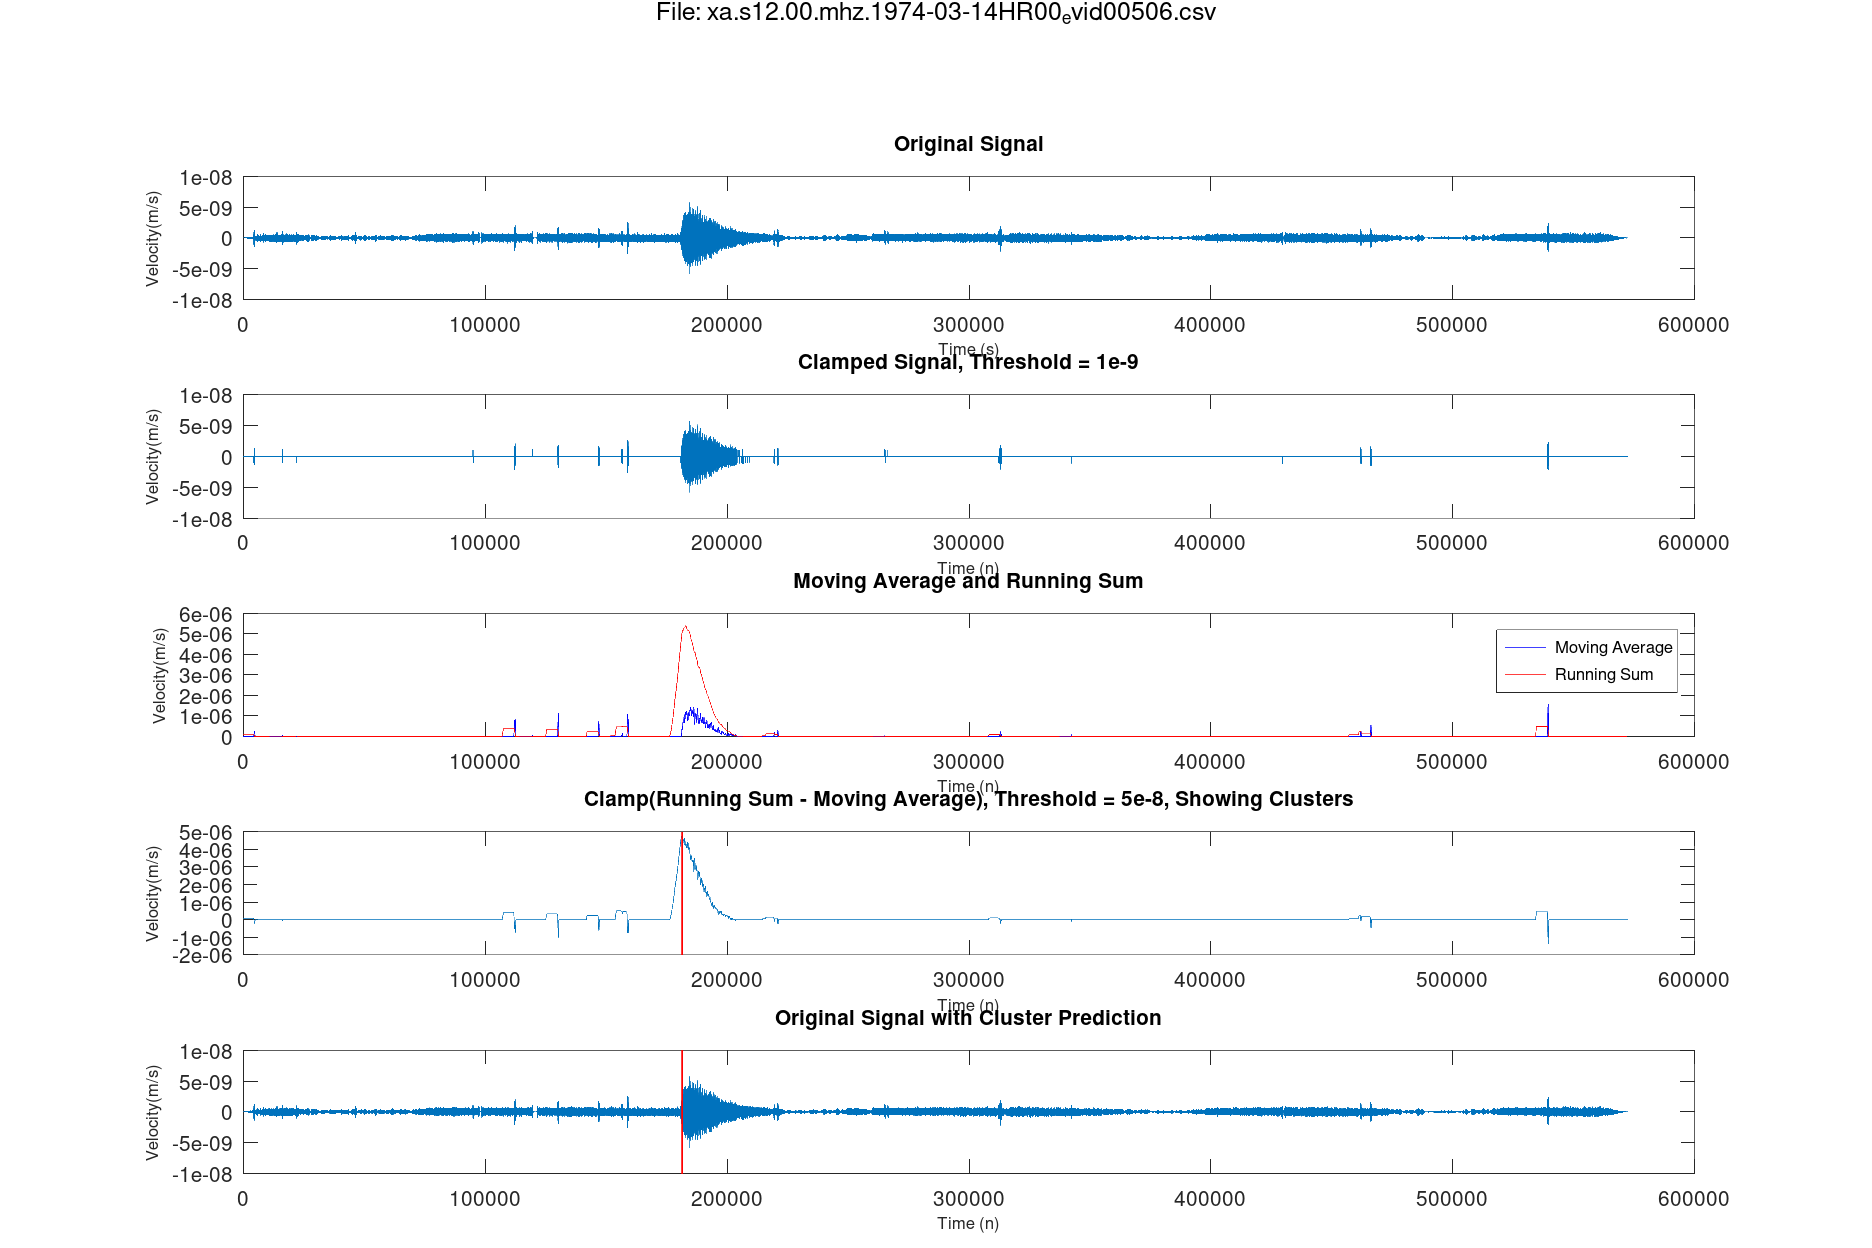 File: xa.s12.00.mhz.1974-03-14HR00ₑvid00506.csv
Original Signal
Velocity(m/s)
1e-08
5e-09
0
-5e-09
-1e-08
0 100000 200000 300000 400000 500000 600000
Time (s)
Clamped Signal, Threshold = 1e-9
Velocity(m/s)
1e-08
5e-09
0
-5e-09
-1e-08
0 100000 200000 300000 400000 500000 600000
Time (n)
Moving Average and Running Sum
Velocity(m/s)
6e-06
5e-06
4e-06
3e-06
2e-06
1e-06
0
Moving Average
Running Sum
0 100000 200000 300000 400000 500000 600000
Time (n)
Clamp(Running Sum - Moving Average), Threshold = 5e-8, Showing Clusters
Velocity(m/s)
5e-06
4e-06
3e-06
2e-06
1e-06
0
-1e-06
-2e-06
0 100000 200000 300000 400000 500000 600000
Time (n)
Original Signal with Cluster Prediction
Velocity(m/s)
1e-08
5e-09
0
-5e-09
-1e-08
0 100000 200000 300000 400000 500000 600000
Time (n)